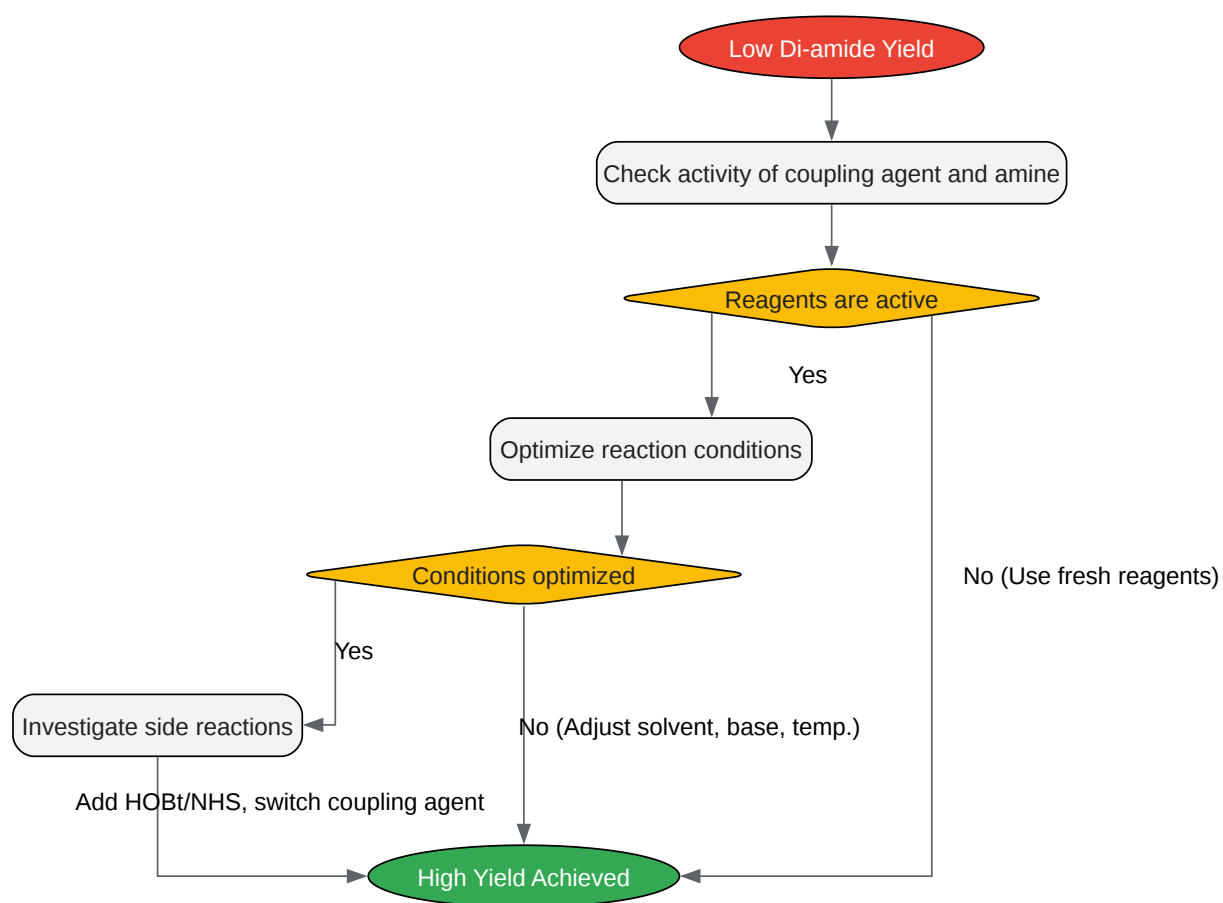 Low Di-amide Yield
Check activity of coupling agent and amine
Reagents are active
Yes
Optimize reaction conditions
Conditions optimized
No (Use fresh reagents)
Yes
Investigate side reactions
No (Adjust solvent, base, temp.)
Add HOBt/NHS, switch coupling agent
High Yield Achieved